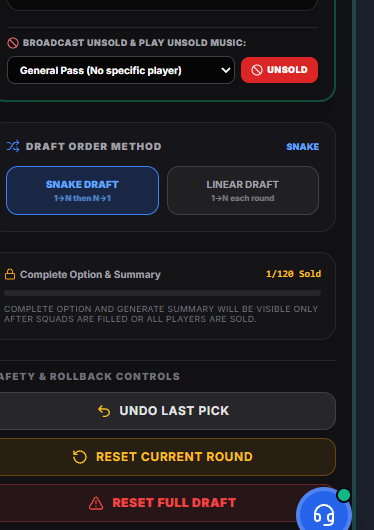 BROADCAST UNSOLD & PLAY UNSOLD MUSIC:
General Pass (No specific player)
UNSOLD
DRAFT ORDER METHOD
SNAKE
SNAKE DRAFT
1→N then N→1
LINEAR DRAFT
1→N each round
Complete Option & Summary
1/120 Sold
COMPLETE OPTION AND GENERATE SUMMARY WILL BE VISIBLE ONLY
AFTER SQUADS ARE FILLED OR ALL PLAYERS ARE SOLD.
AFETY & ROLLBACK CONTROLS
UNDO LAST PICK
RESET CURRENT ROUND
RESET FULL DRAFT